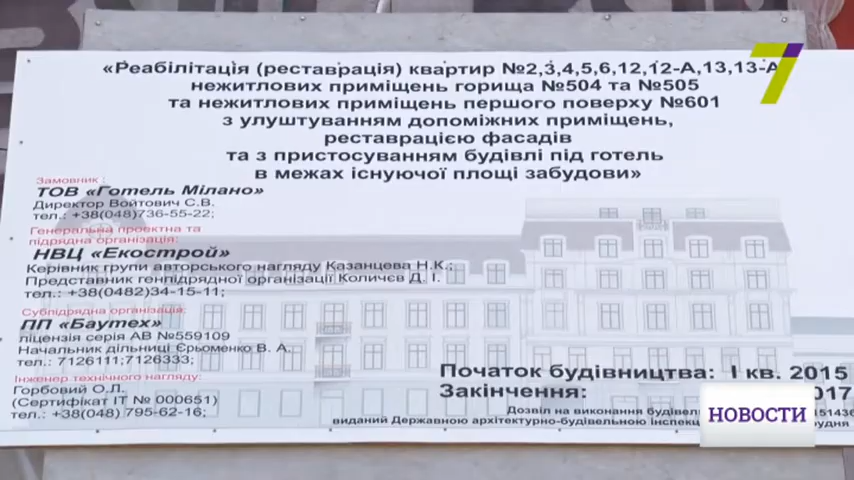 «Реабілітація (реставрація) квартир №2,3,4,5,6,12,12-А,13,13-А
нежитлових приміщень горища №504 та №505
та нежитлових приміщень першого поверху №601
з улуштуванням допоміжних приміщень,
реставрацією фасадів
та з пристосуванням будівлі під готель
в межах існуючої площі забудови»
7
Замовник :
ТОВ «Готель Мілано»
Директор Войтович С.В.
тел.: +38(048)736-55-22;
Генеральна проектна та
підрядна організація:
НВЦ «Екострой»
Керівник групи авторського нагляду Казанцева Н.К.;
Представник генпідрядної організації Количєв Д. І.
тел.: +38(0482)34-15-11;
Субпідрядна організація:
ПП «Баутех»
ліцензія серія АВ №559109
Начальник дільниці Єрьоменко В. А.
тел.: 7126111;7126333;
Інженер технічного нагляду:
Горбовий О.Л.
(Сертифікат ІТ № 000651)
тел.: +38(048) 795-62-16;
Початок будівництва: І кв. 2015
Закінчення: 2017
Дозвіл на виконання
виданий Державною архітектурно-будівельною
НОВОСТИ